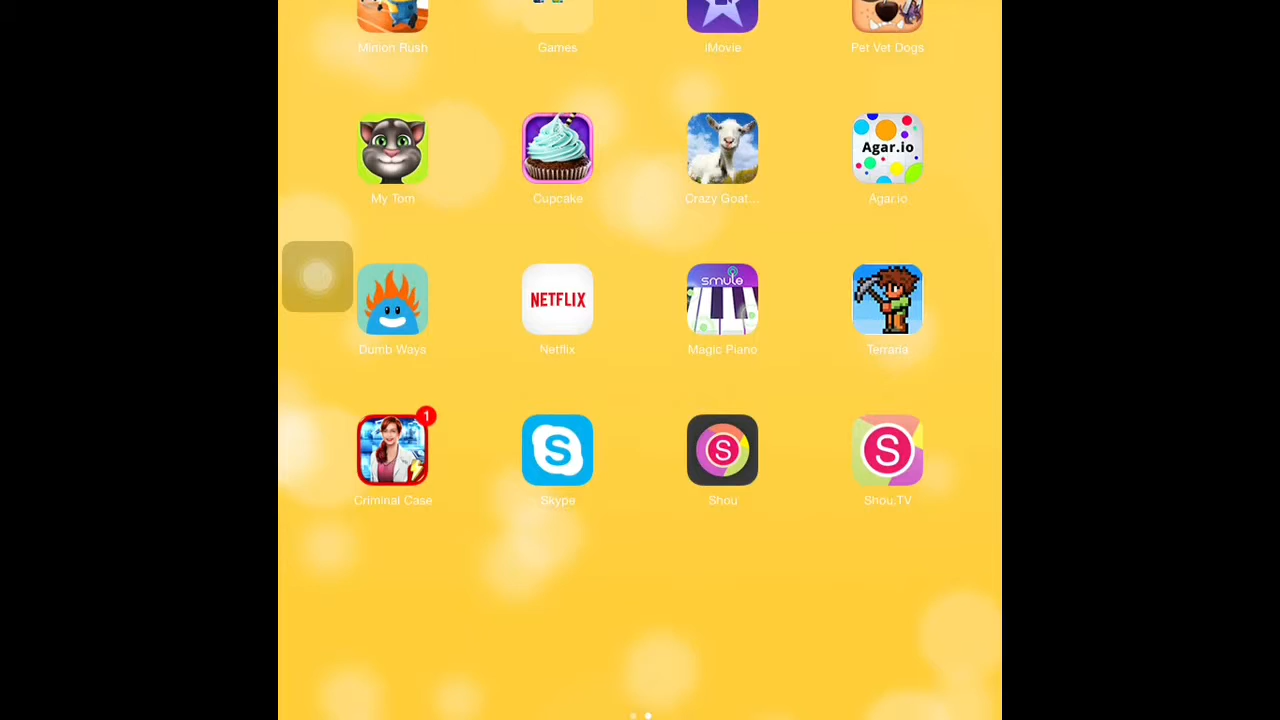 Minion Rush
Games
iMovie
Pet Vet Dogs
Agar.io
My Tom
Cupcake
Crazy Goat...
Agar.io
NETFLIX
smule
Dumb Ways
Netflix
Magic Piano
Terraria
1
S
S
S
Criminal Case
Skype
Shou
Shou.TV